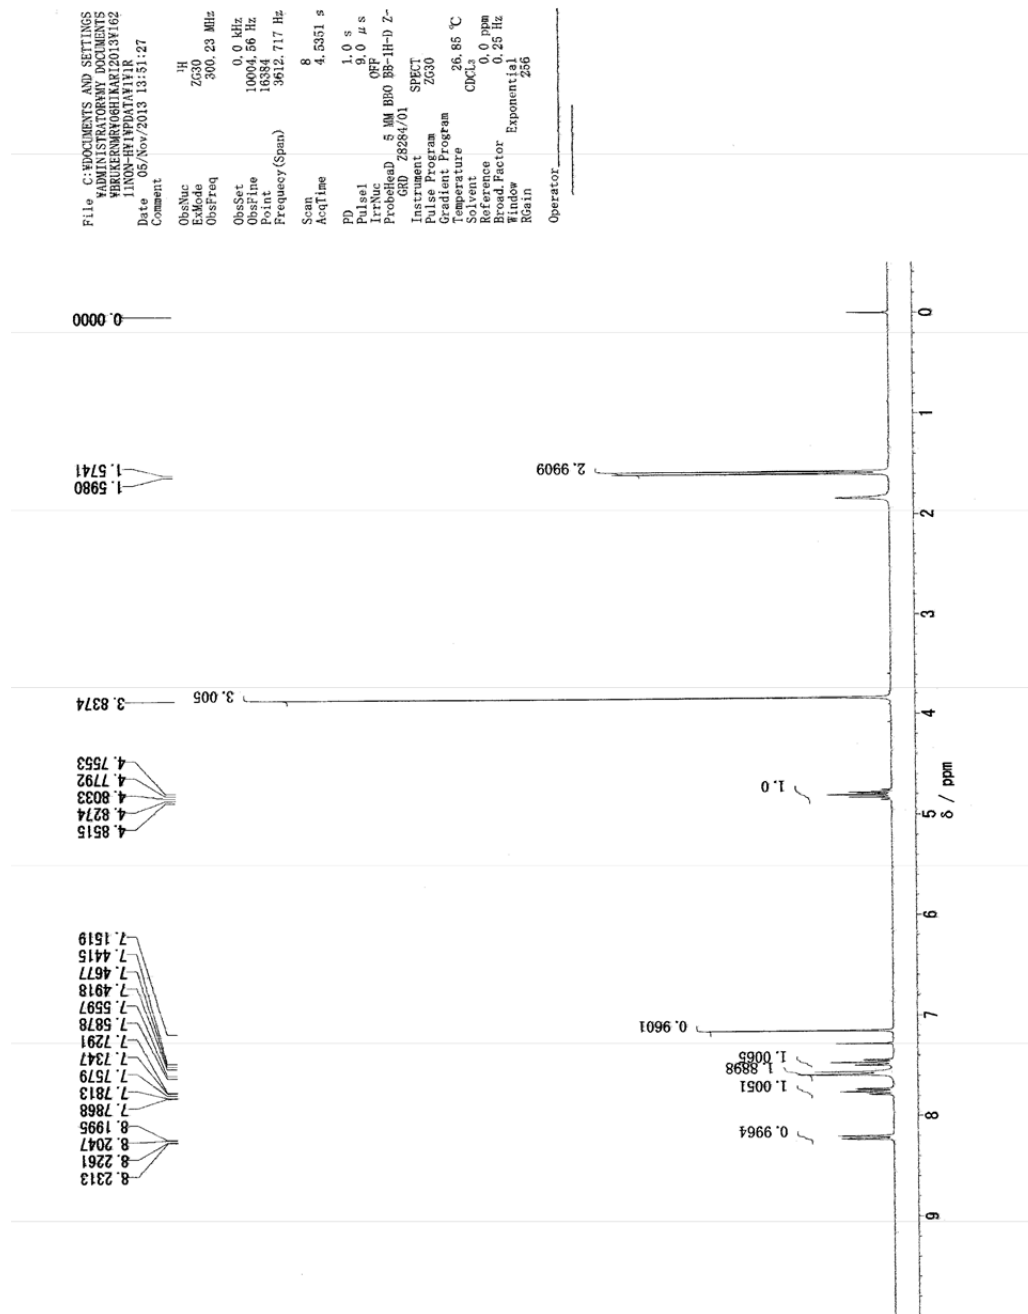 File C:¥DOCUMENTS AND SETTINGS
¥ADMINISTRATOR¥MY DOCUMENTS
¥BRUKERNMR¥06HIKARI2013¥162
11NON-H¥1¥PDATA¥1¥1R
Date 05/Nov/2013 13:51:27
Comment
ObsNuc 1H
ExMode ZG30
ObsFreq 300.23 MHz
ObsSet 0.0 kHz
ObsFine 10004.56 Hz
Point 16384
Frequecy(Span) 3612.717 Hz
Scan 8
AcqTime 4.5351 s
PD 1.0 s
Pulse1 9.0 μs
IrrNuc OFF
ProbeHeaD 5 MM BBO BB-1H-D Z-
GRD Z8284/01
Instrument SPECT
Pulse Program ZG30
Gradient Program
Temperature 26.85 ℃
Solvent CDCl₃
Reference 0.0 ppm
Broad.Factor 0.25 Hz
Window Exponential
RGain 256
Operator
0.0000
1.5741
1.5980
3.8374
4.7553
4.7792
4.8033
4.8274
4.8515
7.1519
7.4415
7.4677
7.4918
7.5597
7.5878
7.7291
7.7347
7.7579
7.7813
7.7868
8.1995
8.2047
8.2261
8.2313
2.9909
3.005
1.0
0.9601
1.0065
1.8898
1.0051
0.9964
0
1
2
3
4
5
6
7
8
9
δ / ppm